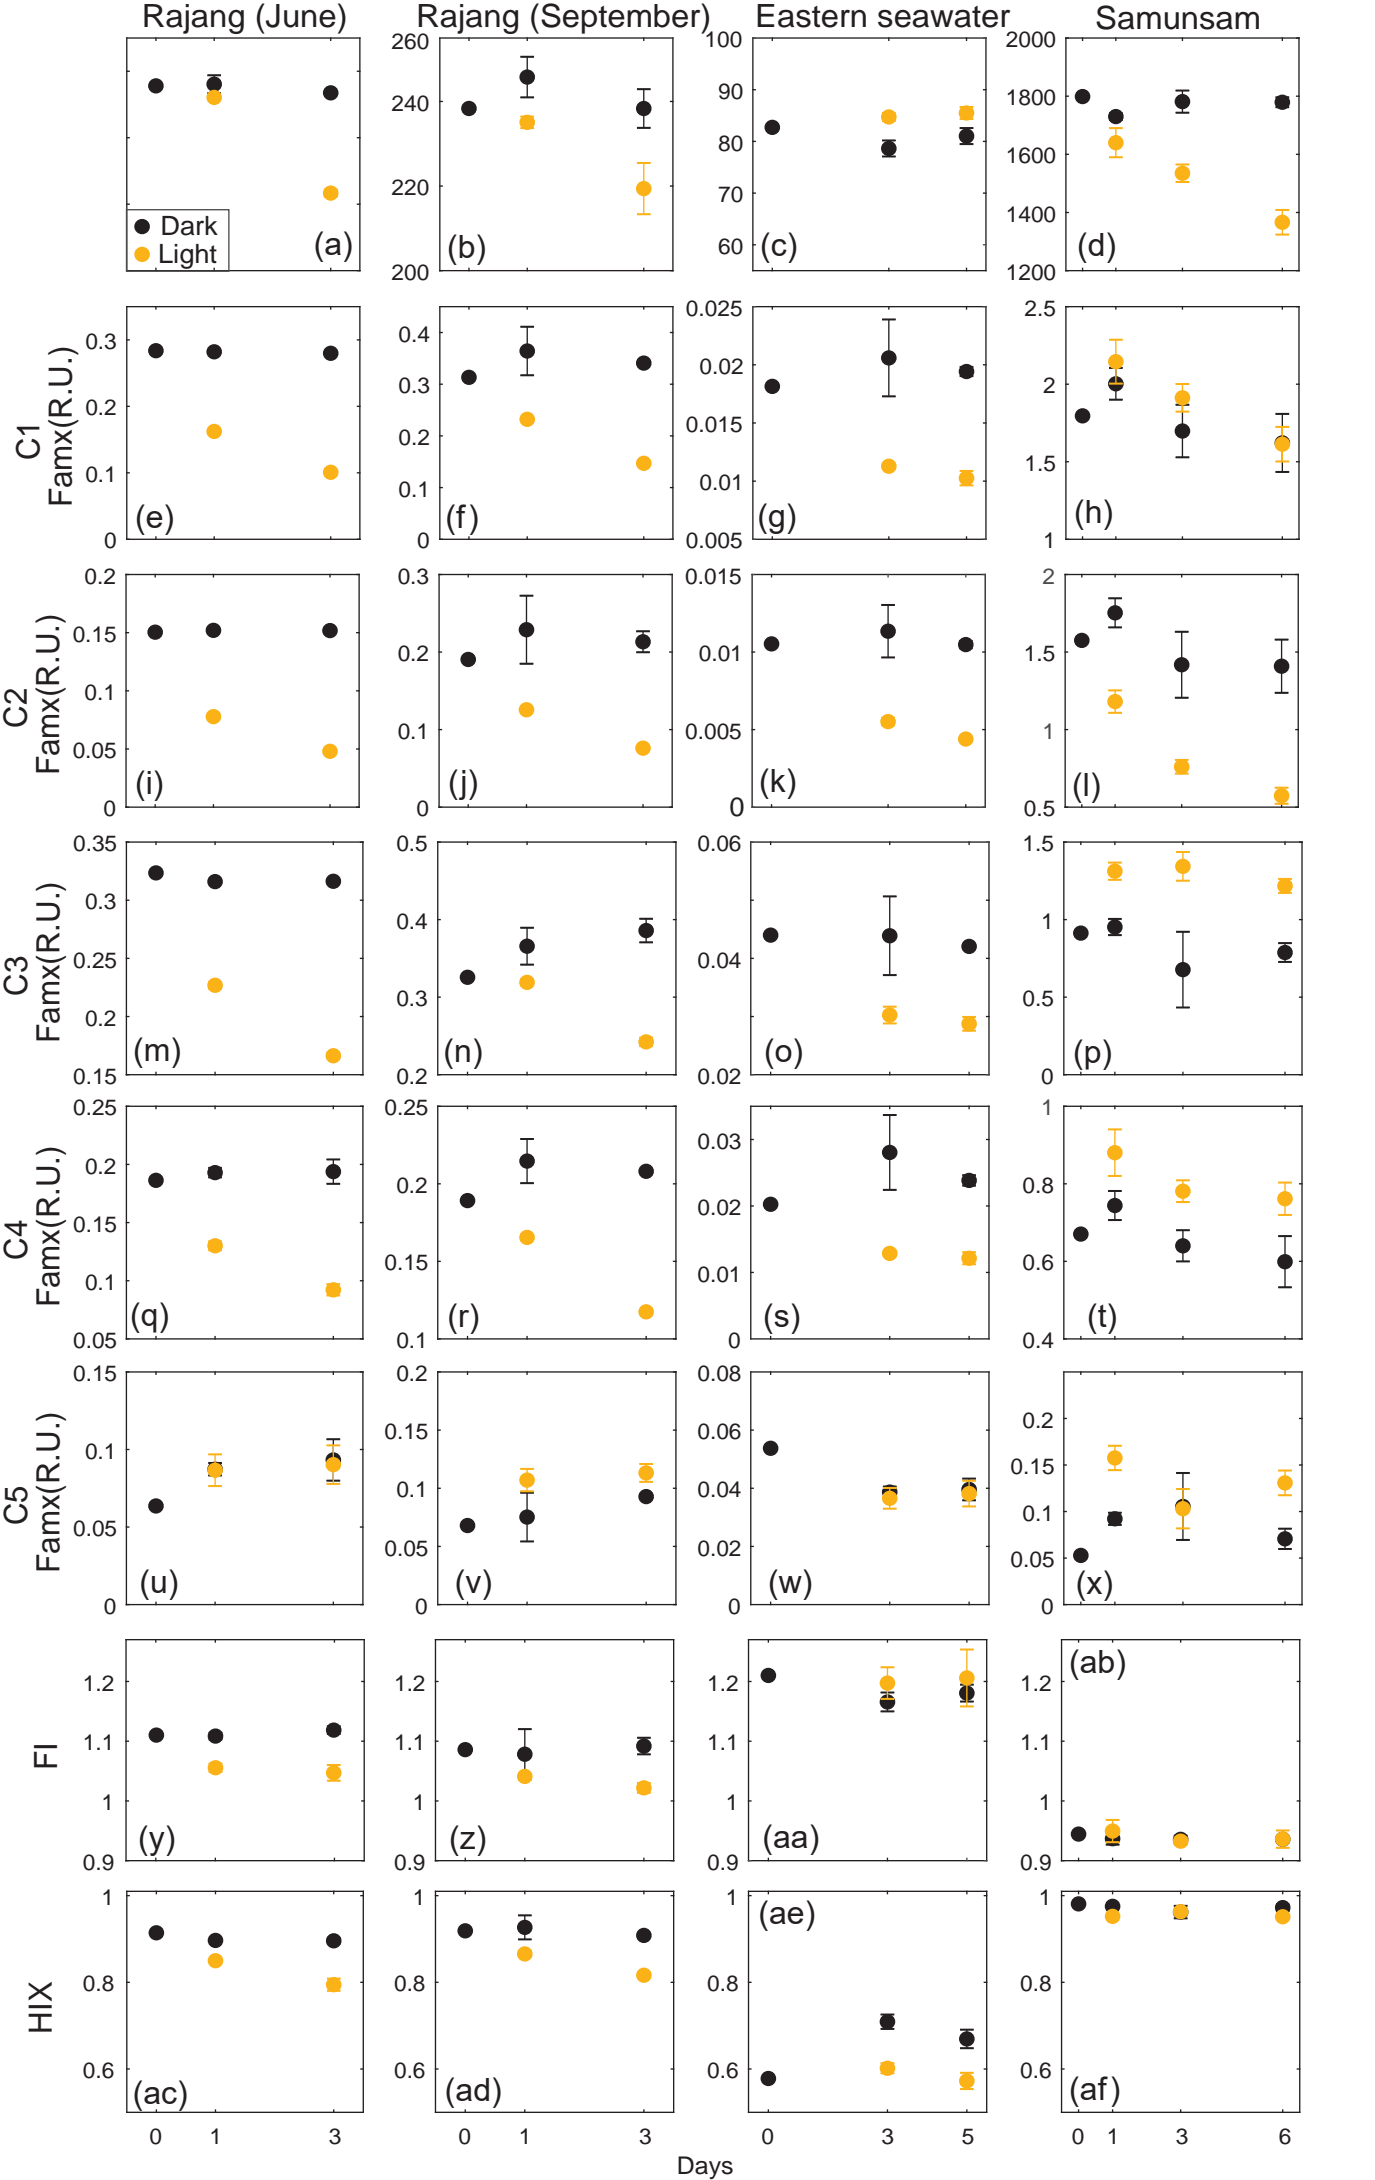 Rajang (June) Rajang (September) Eastern seawater Samunsam
260 240 220 200
100 90 80 70 60
2000 1800 1600 1400 1200
Dark
Light
(a) (b) (c) (d)
C1
Famx(R.U.)
0.3 0.2 0.1 0
0.4 0.3 0.2 0.1 0
0.025 0.02 0.015 0.01 0.005
2.5 2 1.5 1
(e) (f) (g) (h)
C2
Famx(R.U.)
0.2 0.15 0.1 0.05 0
0.3 0.2 0.1 0
0.015 0.01 0.005 0
2 1.5 1 0.5
(i) (j) (k) (l)
C3
Famx(R.U.)
0.35 0.3 0.25 0.2 0.15
0.5 0.4 0.3 0.2
0.06 0.04 0.02
1.5 1 0.5 0
(m) (n) (o) (p)
C4
Famx(R.U.)
0.25 0.2 0.15 0.1 0.05
0.25 0.2 0.15 0.1
0.03 0.02 0.01 0
1 0.8 0.6 0.4
(q) (r) (s) (t)
C5
Famx(R.U.)
0.15 0.1 0.05 0
0.2 0.15 0.1 0.05 0
0.08 0.06 0.04 0.02 0
0.2 0.15 0.1 0.05 0
(u) (v) (w) (x)
FI
1.2 1.1 1 0.9
1.2 1.1 1 0.9
1.2 1.1 1 0.9
1.2 1.1 1 0.9
(y) (z) (aa) (ab)
HIX
1 0.8 0.6
1 0.8 0.6
1 0.8 0.6
1 0.8 0.6
(ac) (ad) (ae) (af)
0 1 3 0 1 3 0 3 5 0 1 3 6
Days